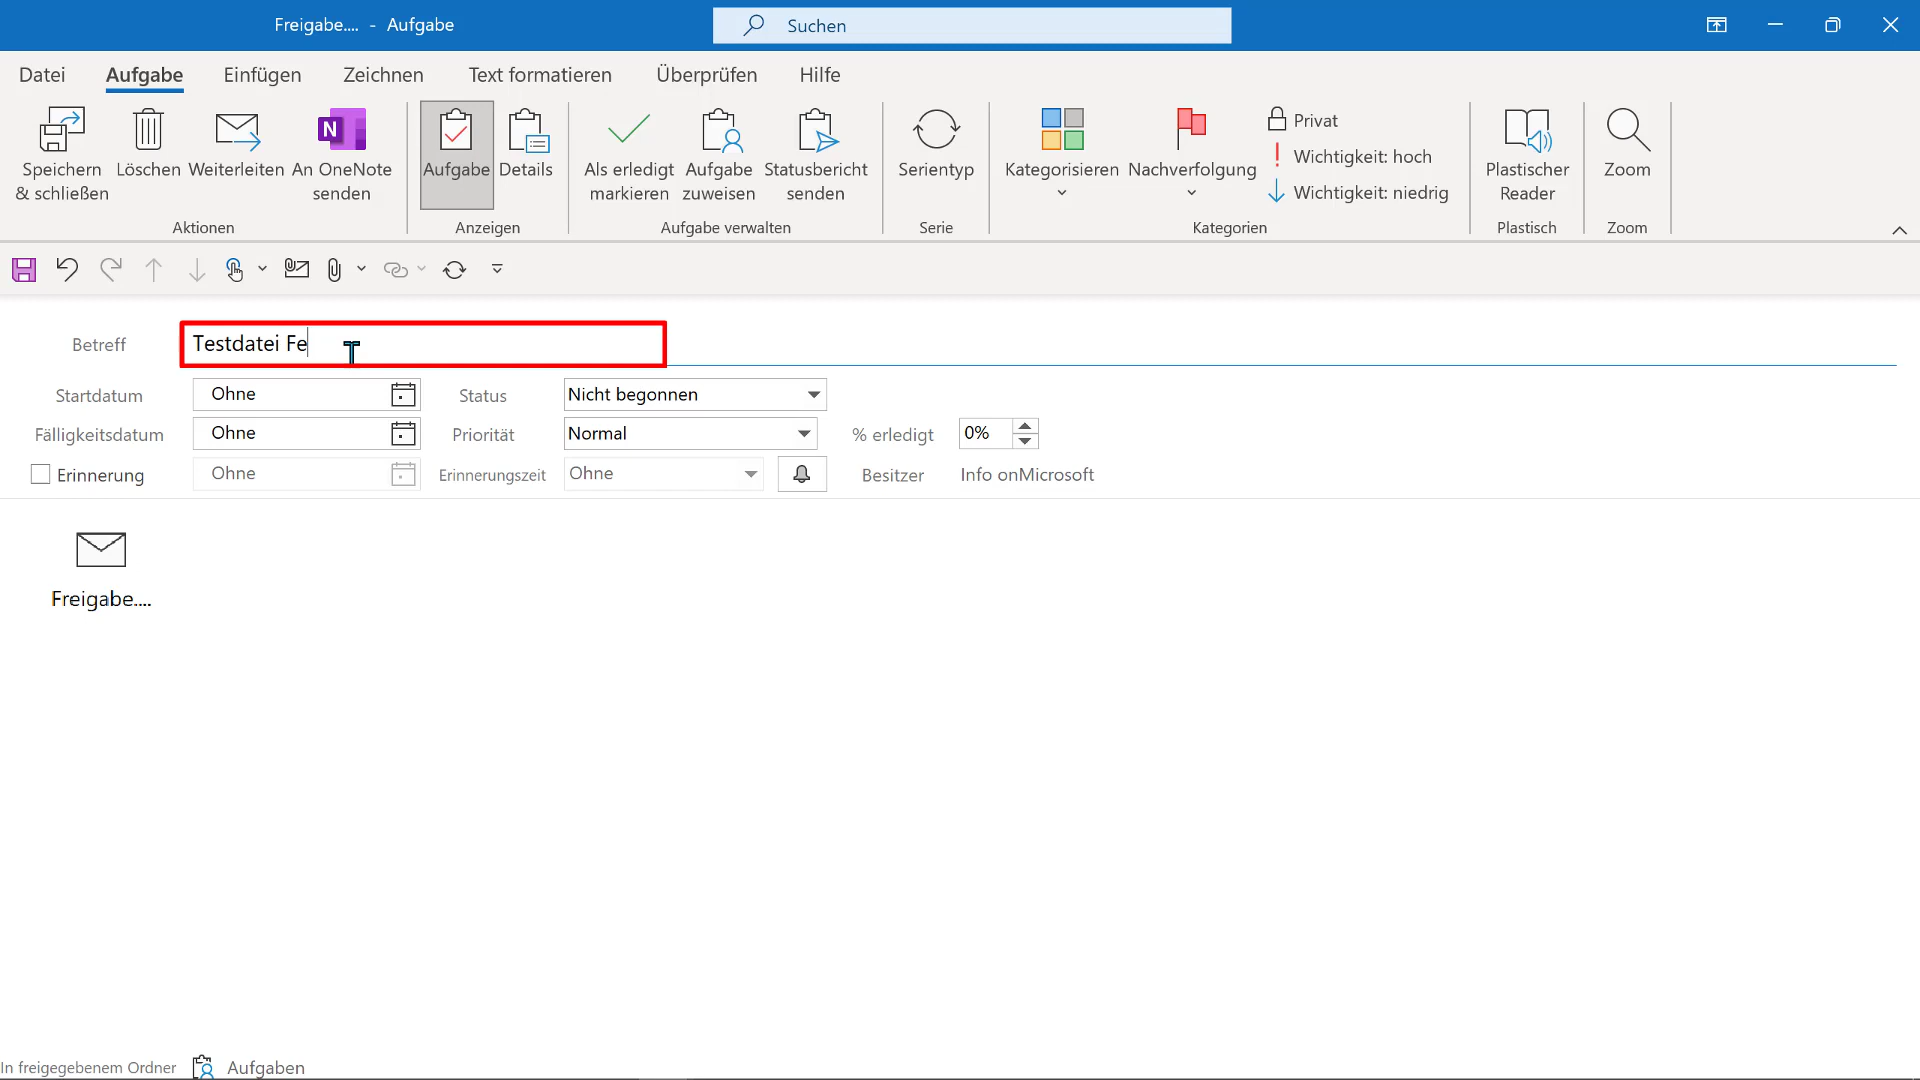 Freigabe.... - Aufgabe
Suchen
Datei Aufgabe Einfügen Zeichnen Text formatieren Überprüfen Hilfe
Speichern & schließen
Löschen
Weiterleiten
An OneNote senden
Aufgabe
Details
Als erledigt markieren
Aufgabe zuweisen
Statusbericht senden
Serientyp
Kategorisieren
Nachverfolgung
Privat
Wichtigkeit: hoch
Wichtigkeit: niedrig
Plastischer Reader
Zoom
Aktionen Anzeigen Aufgabe verwalten Serie Kategorien Plastisch Zoom
Betreff Testdatei Fe
Startdatum Ohne Status Nicht begonnen
Fälligkeitsdatum Ohne Priorität Normal % erledigt 0%
Erinnerung Ohne Erinnerungszeit Ohne Besitzer Info onMicrosoft
Freigabe....
In freigegebenem Ordner Aufgaben